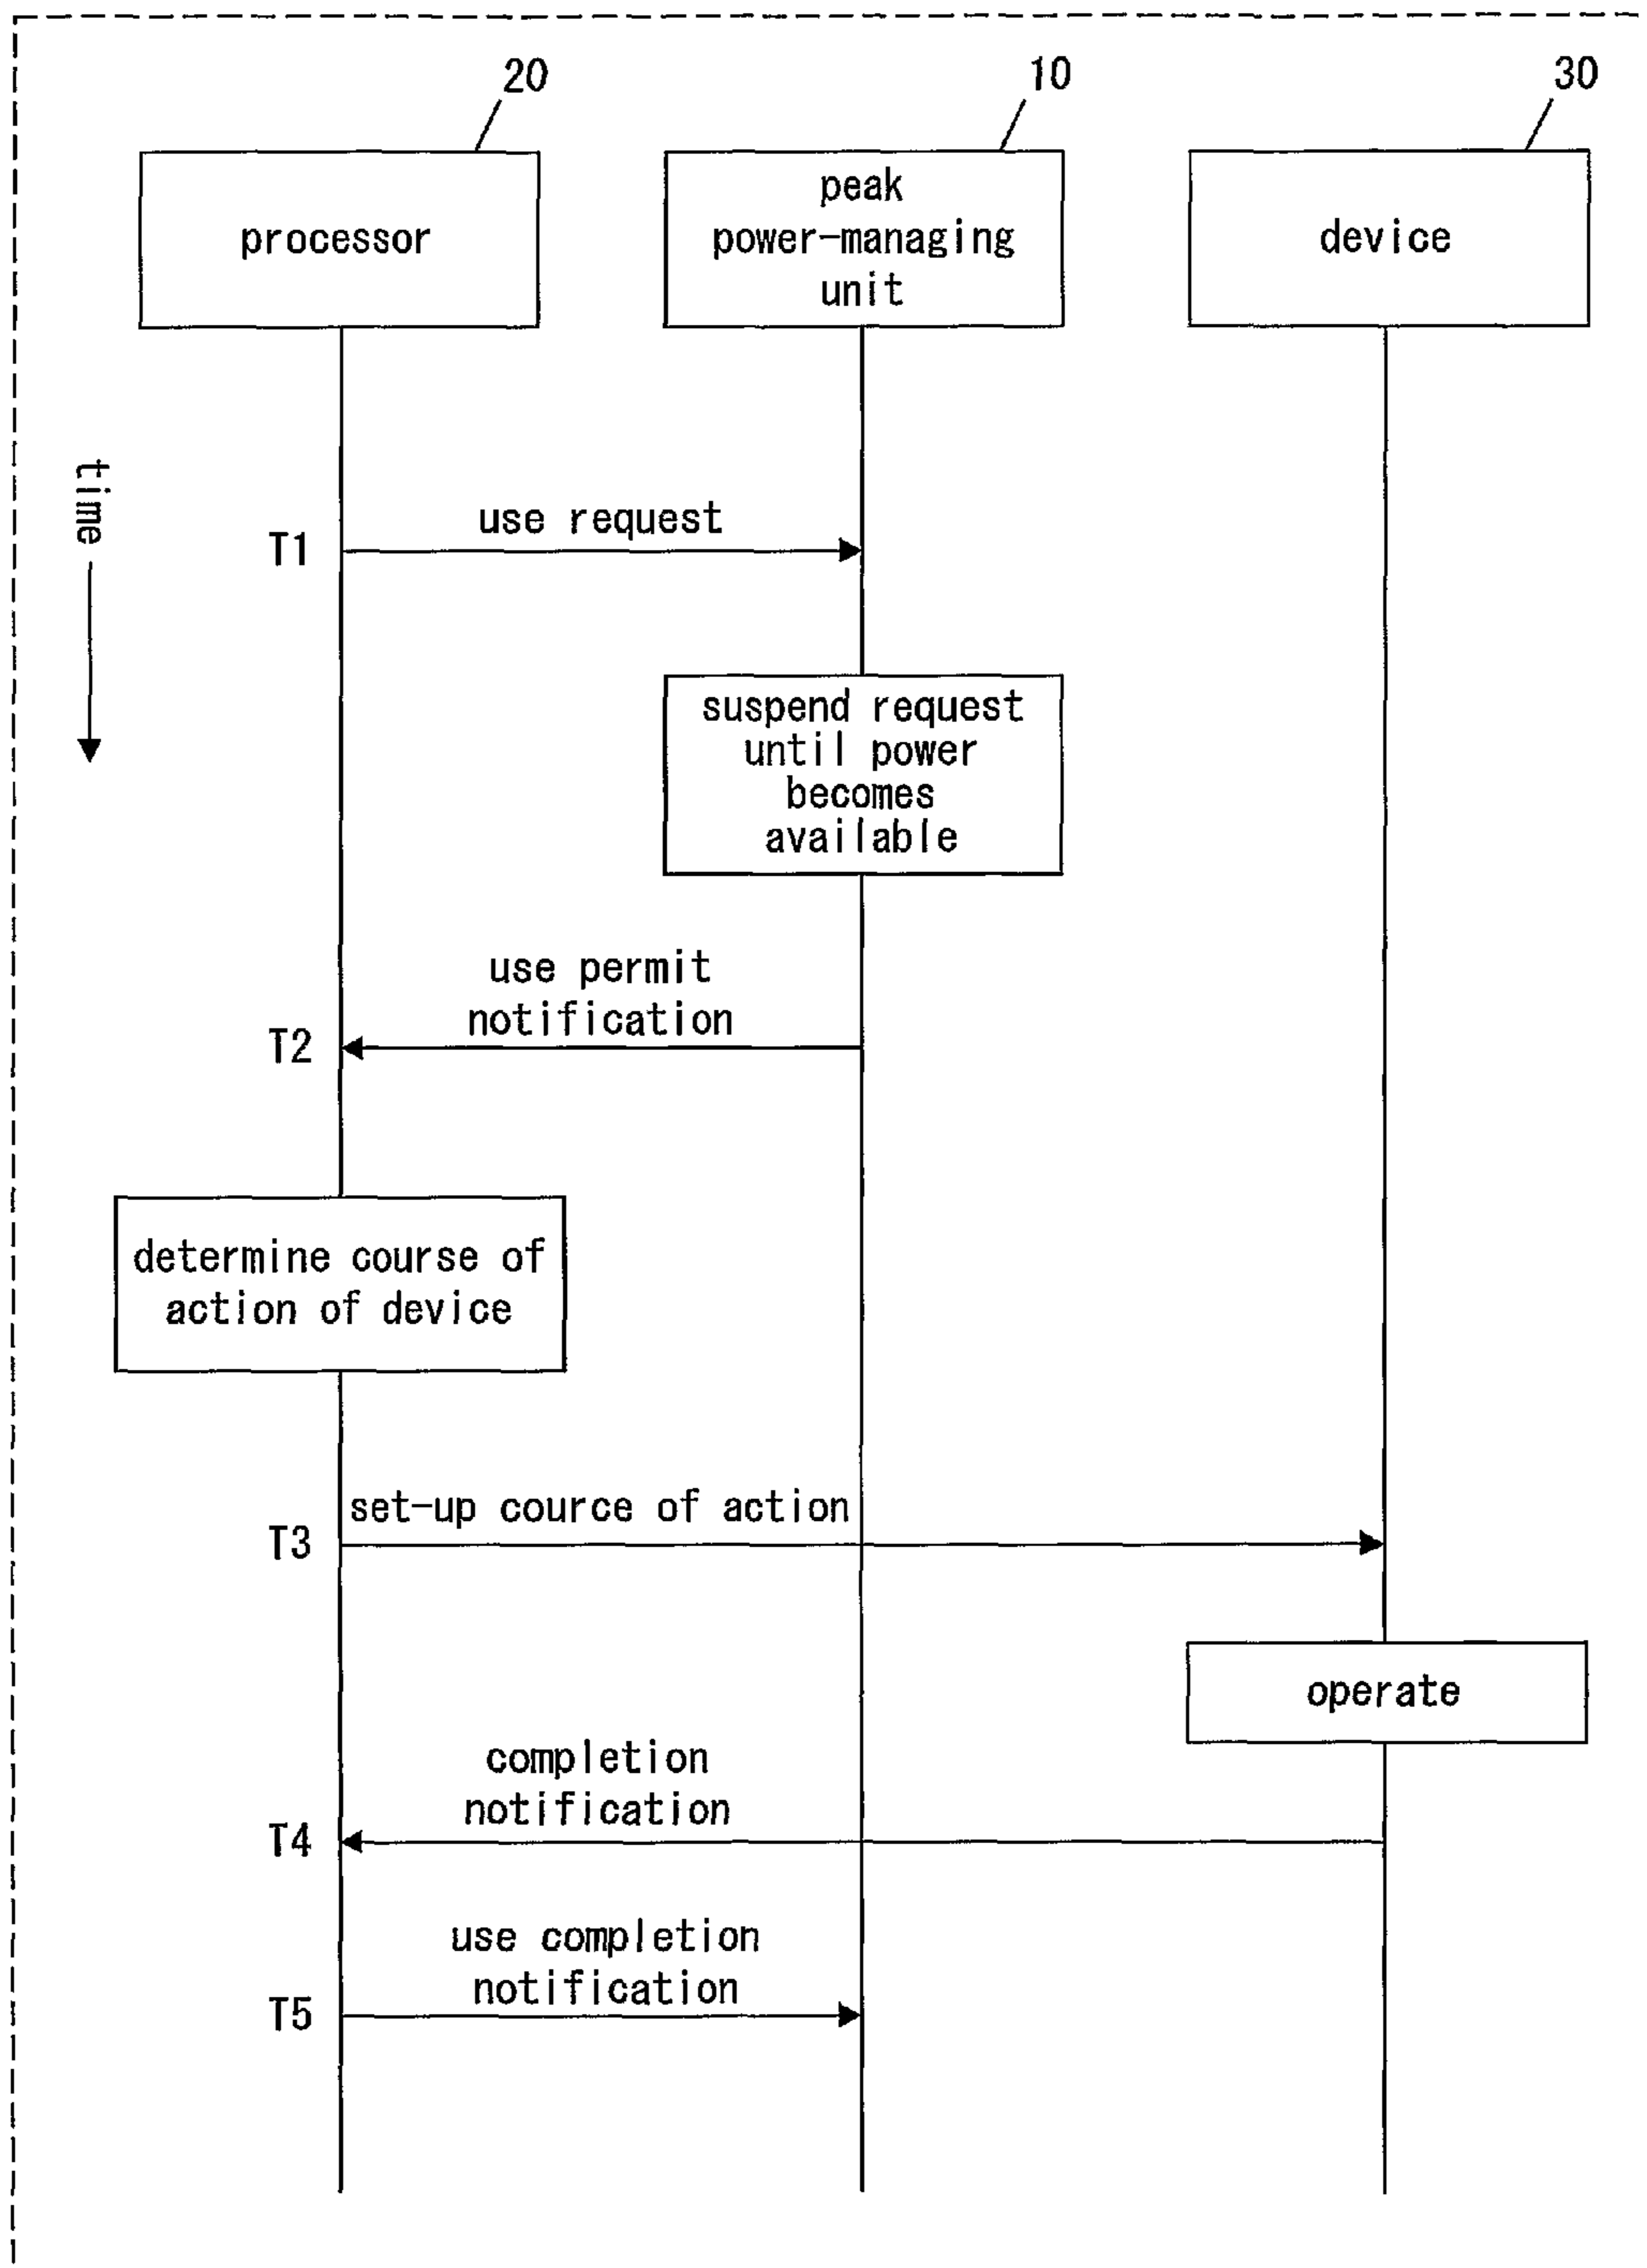 20
10
30
processor
peak
power-managing
unit
device
time
use request
T1
suspend request
until power
becomes
available
use permit
notification
T2
determine course of
action of device
set-up cource of action
T3
operate
completion
notification
T4
use completion
notification
T5